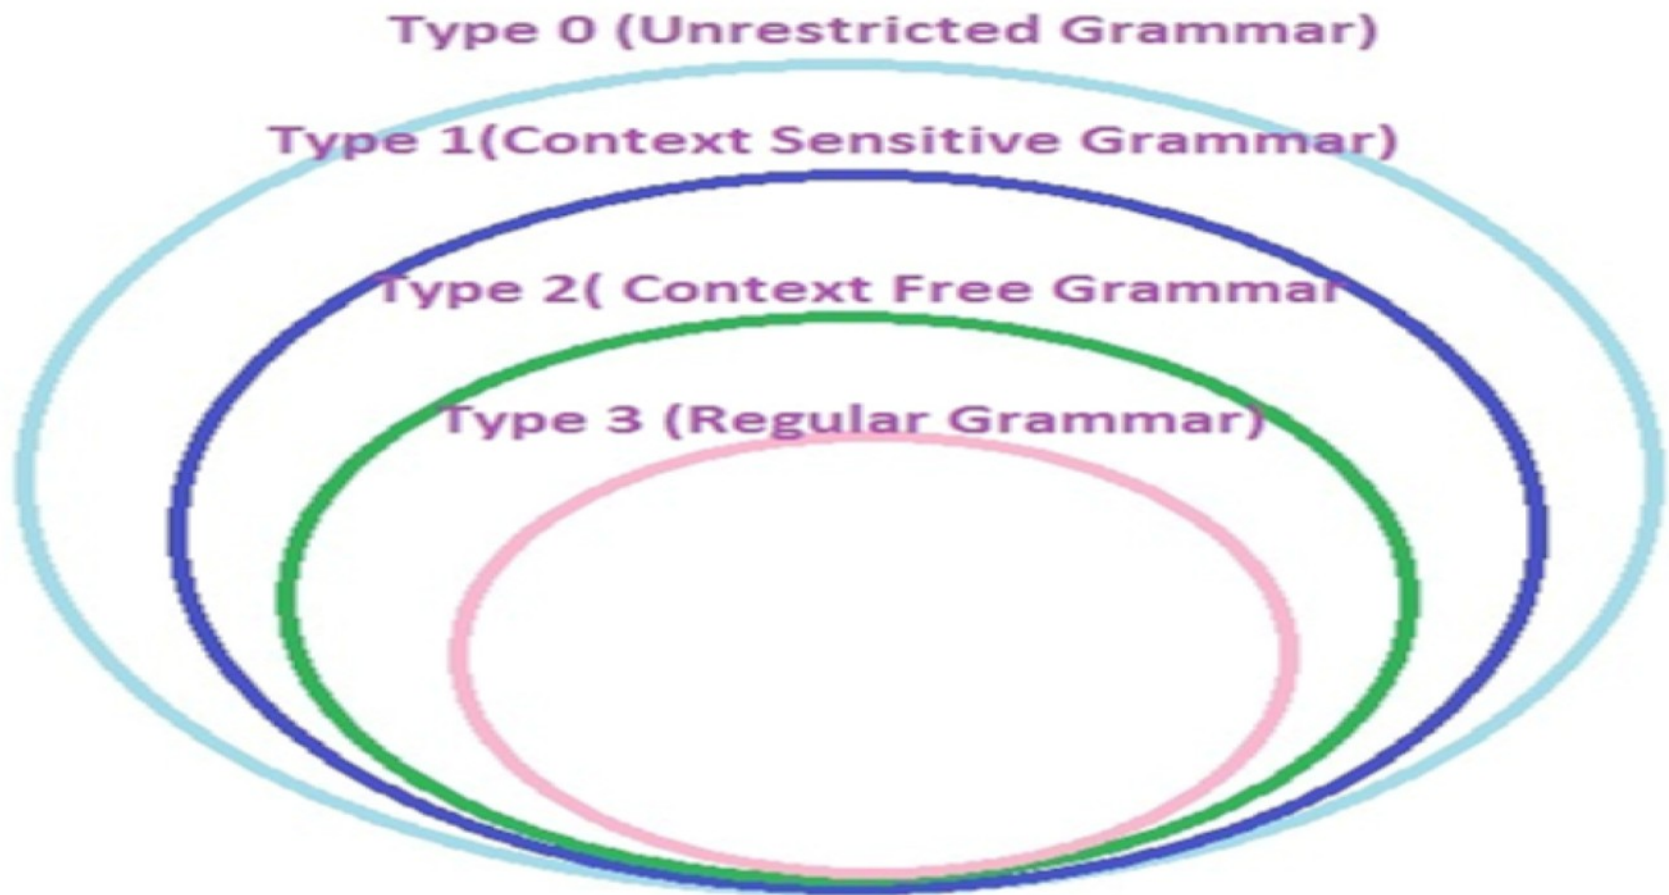 Type 0 (Unrestricted Grammar)
Type 1(Context Sensitive Grammar)
Type 2( Context Free Grammar
Type 3 (Regular Grammar)